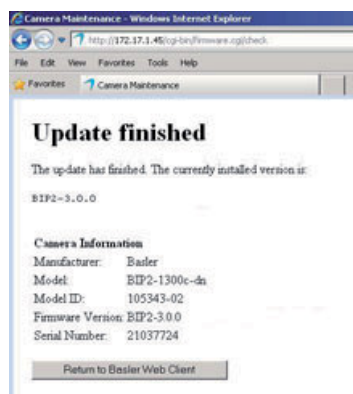 Camera Maintenance - Windows Internet Explorer
http://172.17.1.45/cgi-bin/firmware.cgi/check
File Edit View Favorites Tools Help
Favorites Camera Maintenance
Update finished
The update has finished. The currently installed version is:
BIP2-3.0.0
Camera Information
Manufacturer: Basler
Model: BIP2-1300c-dn
Model ID: 105343-02
Firmware Version: BIP2-3.0.0
Serial Number: 21037724
Return to Basler Web Client